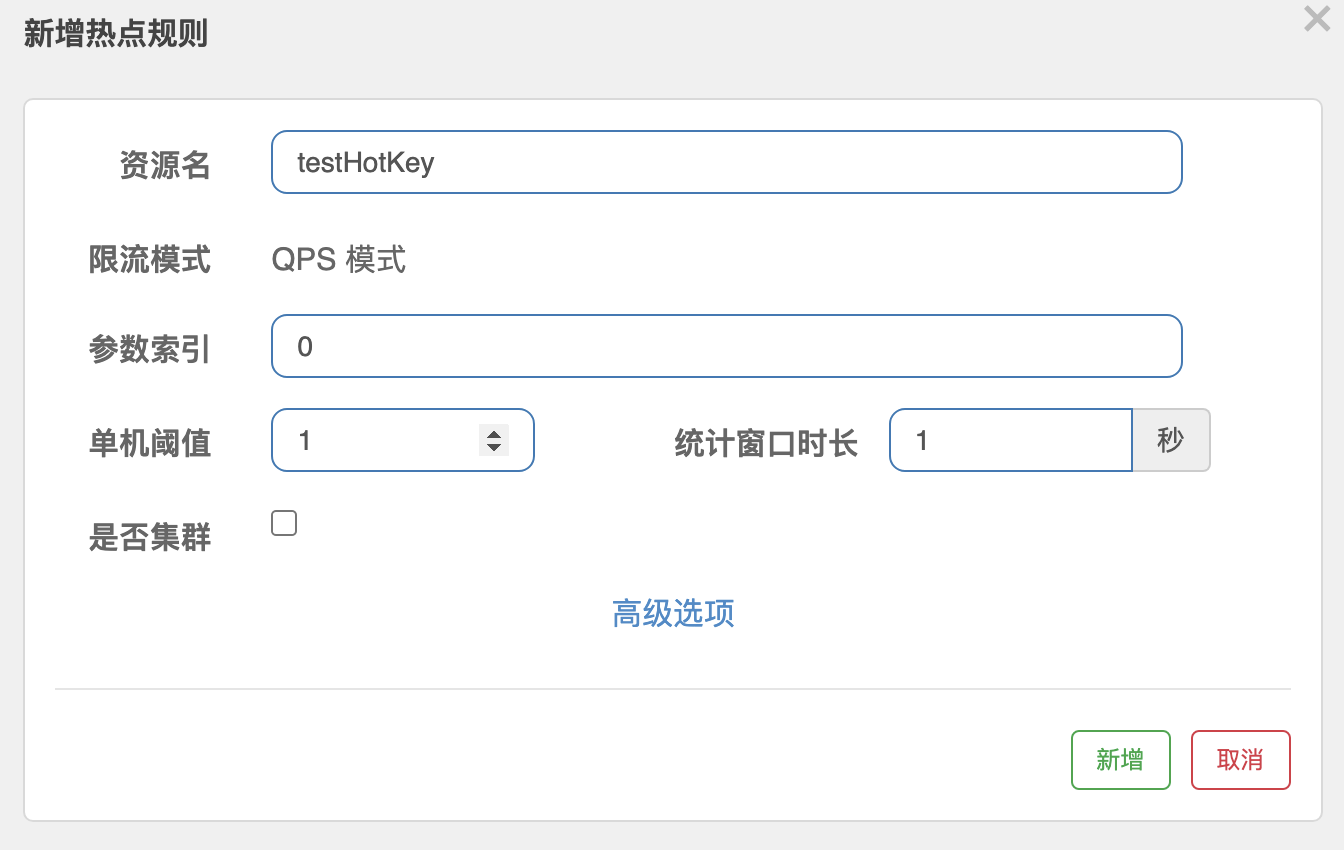 新增热点规则
资源名 testHotKey
限流模式 QPS 模式
参数索引 0
单机阈值 1 统计窗口时长 1 秒
是否集群
高级选项
新增 取消